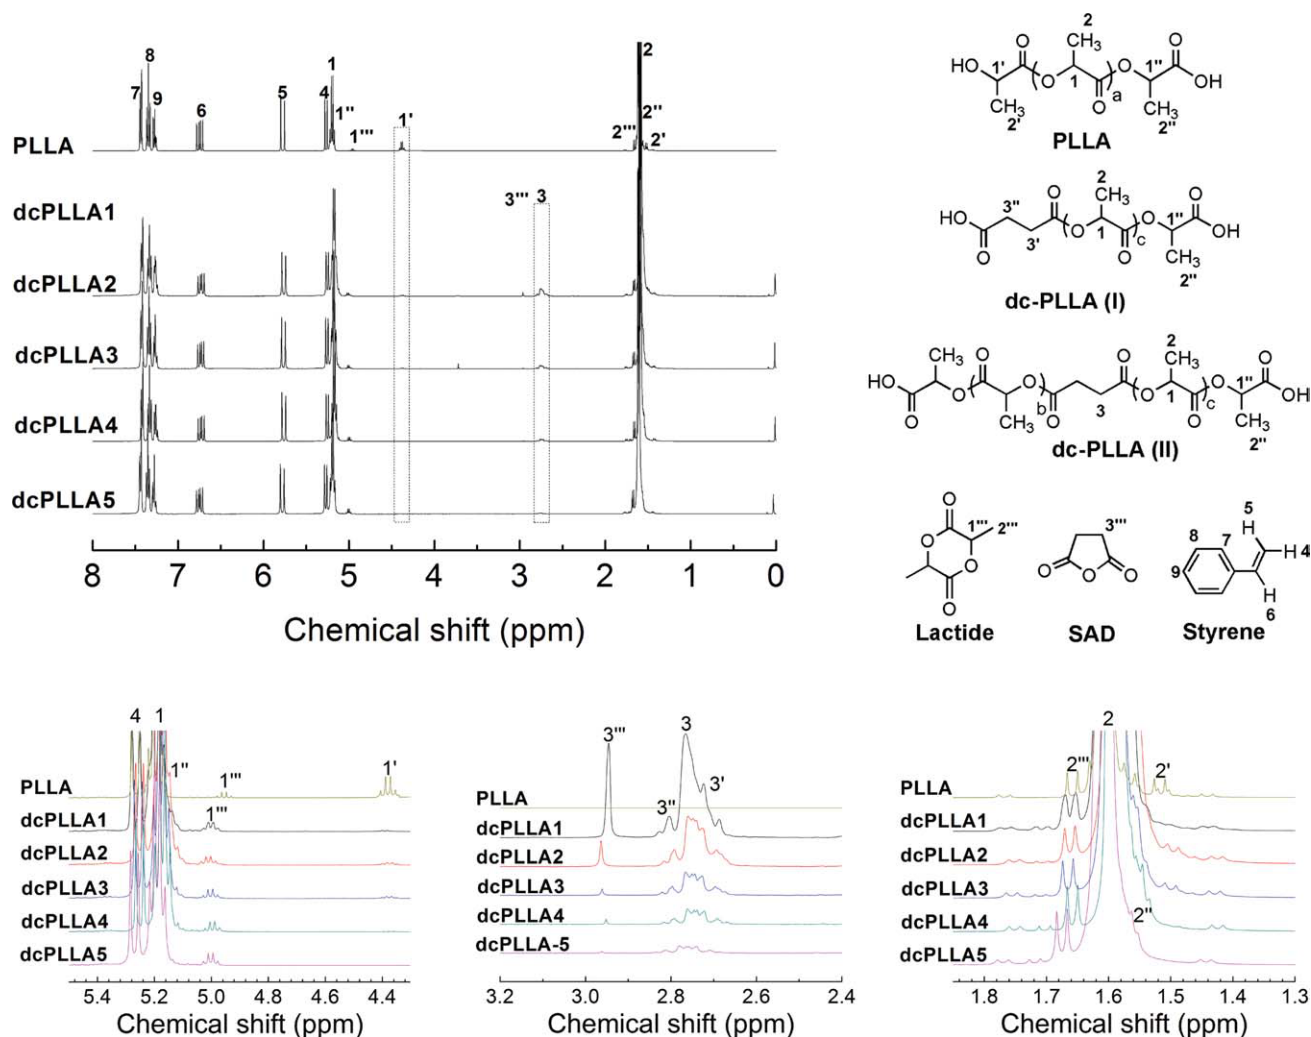 8
7
9
6
5
4
1
1''
1'''
1'
2
2''
2'''
2'
PLLA
dcPLLA1
3'''
3
dcPLLA2
dcPLLA3
dcPLLA4
dcPLLA5
8 7 6 5 4 3 2 1 0
Chemical shift (ppm)
2
CH3
O
O
HO
1'
O
1
O
1''
OH
CH3
O
a
CH3
2'
2''
PLLA
2
O
CH3
O
3''
HO
1''
OH
O
1
c
3'
O
O
O
CH3
2''
dc-PLLA (I)
2
CH3
O
O
CH3
O
1''
HO
O
O
O
O
OH
O
CH3
b
O
3
1
O
c
CH3
2''
dc-PLLA (II)
O
1''' 2'''
O
O
O
Lactide
3'''
O
O
O
SAD
5
H
8
7
H 4
9
H
6
Styrene
4 1
1''
1'''
1'
PLLA
1'''
dcPLLA1
dcPLLA2
dcPLLA3
dcPLLA4
dcPLLA5
5.4 5.2 5.0 4.8 4.6 4.4
Chemical shift (ppm)
3'''
3
3'
3''
PLLA
dcPLLA1
dcPLLA2
dcPLLA3
dcPLLA4
dcPLLA-5
3.2 3.0 2.8 2.6 2.4
Chemical shift (ppm)
2
2'''
2'
PLLA
dcPLLA1
dcPLLA2
dcPLLA3
dcPLLA4
2''
dcPLLA5
1.8 1.7 1.6 1.5 1.4 1.3
Chemical shift (ppm)